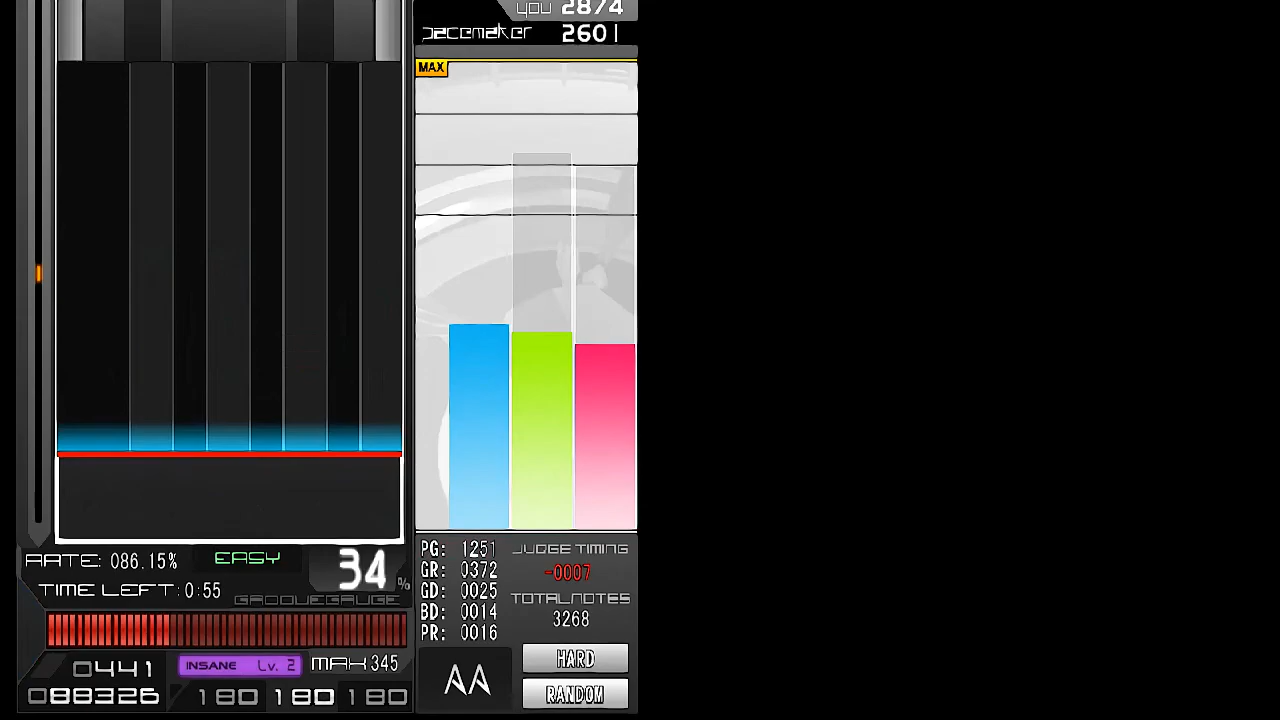 you 2874
pacemaker 2601
MAX
RATE: 086.15% EASY 34%
TIME LEFT: 0:55
GROOVEGAUGE
0441 INSANE Lv. 2 MAX 345
088326 180 180 180
PG: 1251
GR: 0372
GD: 0025
BD: 0014
PR: 0016
JUDGE TIMING
-0007
TOTALNOTES
3268
AA
HARD
RANDOM